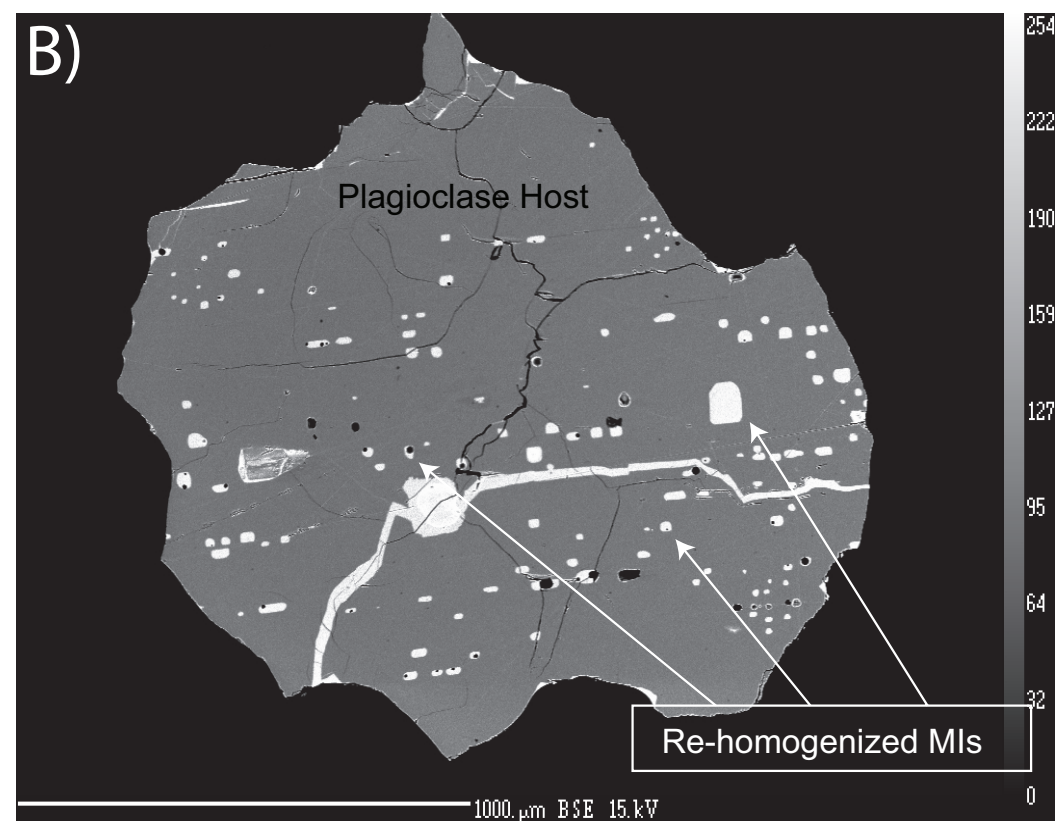 B)
254
222
Plagioclase Host
190
159
127
95
64
32
Re-homogenized MIs
0
1000.µm BSE 15.kV